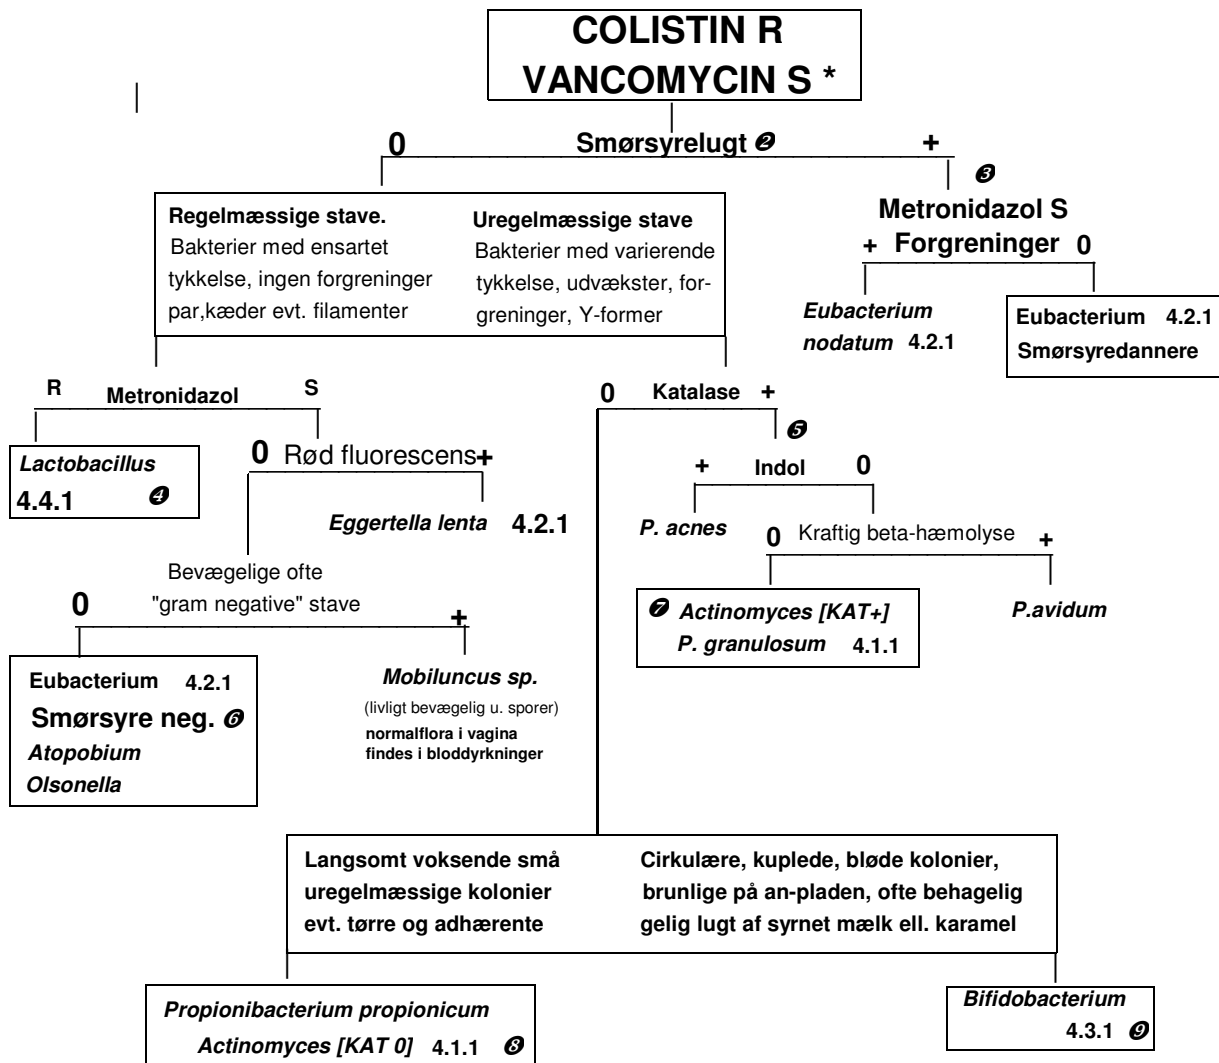 COLISTIN R
VANCOMYCIN S *
0 Smørsyrelugt ❷ +
❸
Regelmæssige stave.
Bakterier med ensartet
tykkelse, ingen forgreninger
par,kæder evt. filamenter
Uregelmæssige stave
Bakterier med varierende
tykkelse, udvækster, for-
greninger, Y-former
Metronidazol S
+ Forgreninger 0
Eubacterium
nodatum 4.2.1
Eubacterium 4.2.1
Smørsyredannere
R Metronidazol S
0 Katalase +
❺
Lactobacillus
4.4.1 ❹
0 Rød fluorescens+
Eggertella lenta 4.2.1
+ Indol 0
P. acnes
0 Kraftig beta-hæmolyse +
Bevægelige ofte
0 "gram negative" stave +
❼ Actinomyces [KAT+]
P. granulosum 4.1.1
P.avidum
Eubacterium 4.2.1
Smørsyre neg. ❻
Atopobium
Olsonella
Mobiluncus sp.
(livligt bevægelig u. sporer)
normalflora i vagina
findes i bloddyrkninger
Langsomt voksende små
uregelmæssige kolonier
evt. tørre og adhærente
Cirkulære, kuplede, bløde kolonier,
brunlige på an-pladen, ofte behagelig
gelig lugt af syrnet mælk ell. karamel
Propionibacterium propionicum
Actinomyces [KAT 0] 4.1.1 ❽
Bifidobacterium
4.3.1 ❾